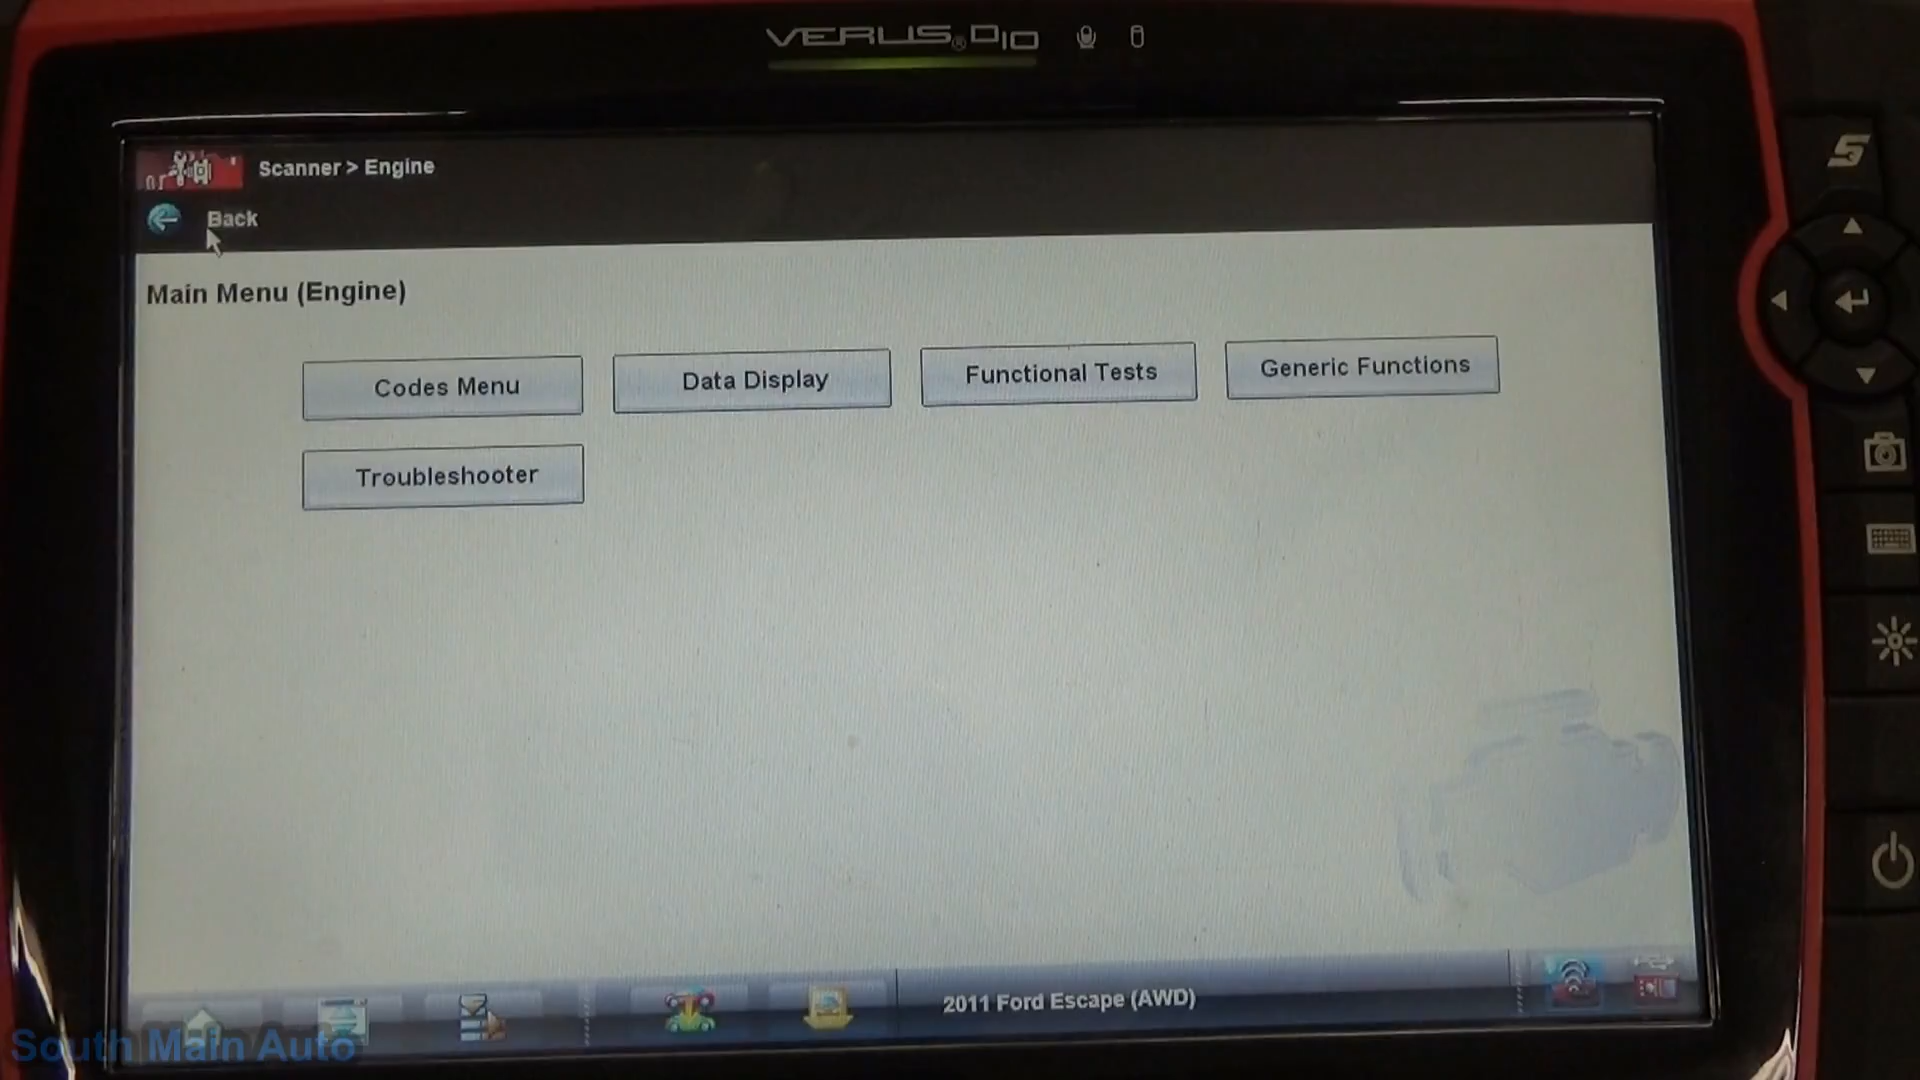 VERUS® D10
Scanner > Engine
Back
Main Menu (Engine)
Codes Menu
Data Display
Functional Tests
Generic Functions
Troubleshooter
2011 Ford Escape (AWD)
South Main Auto